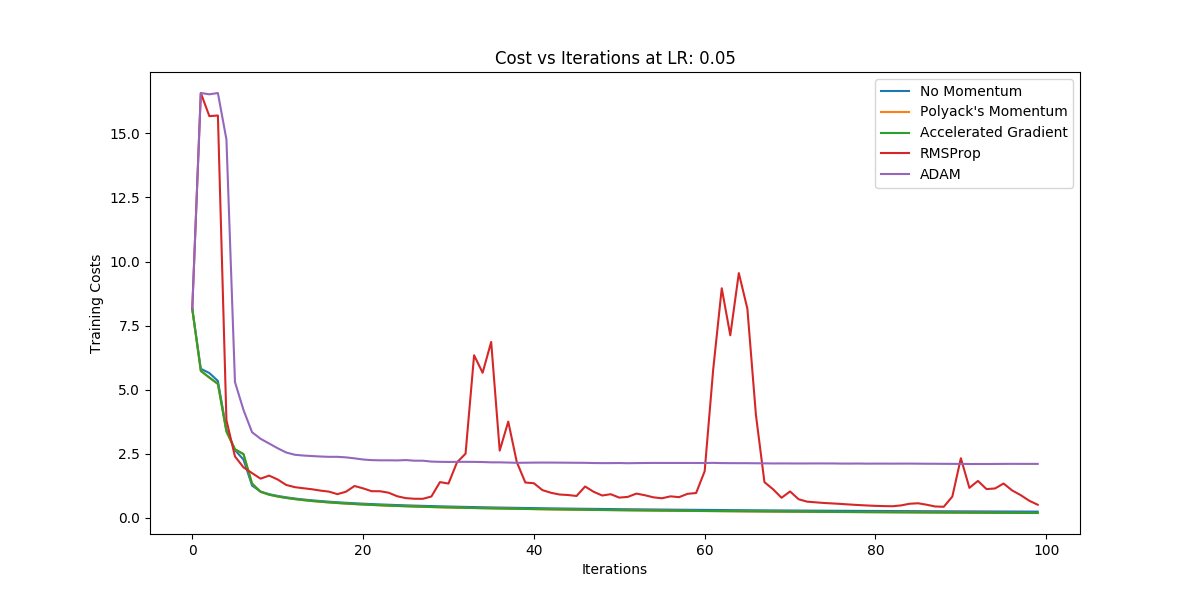 Cost vs Iterations at LR: 0.05
No Momentum
Polyack's Momentum
Accelerated Gradient
RMSProp
ADAM
Training Costs
15.0
12.5
10.0
7.5
5.0
2.5
0.0
0 20 40 60 80 100
Iterations